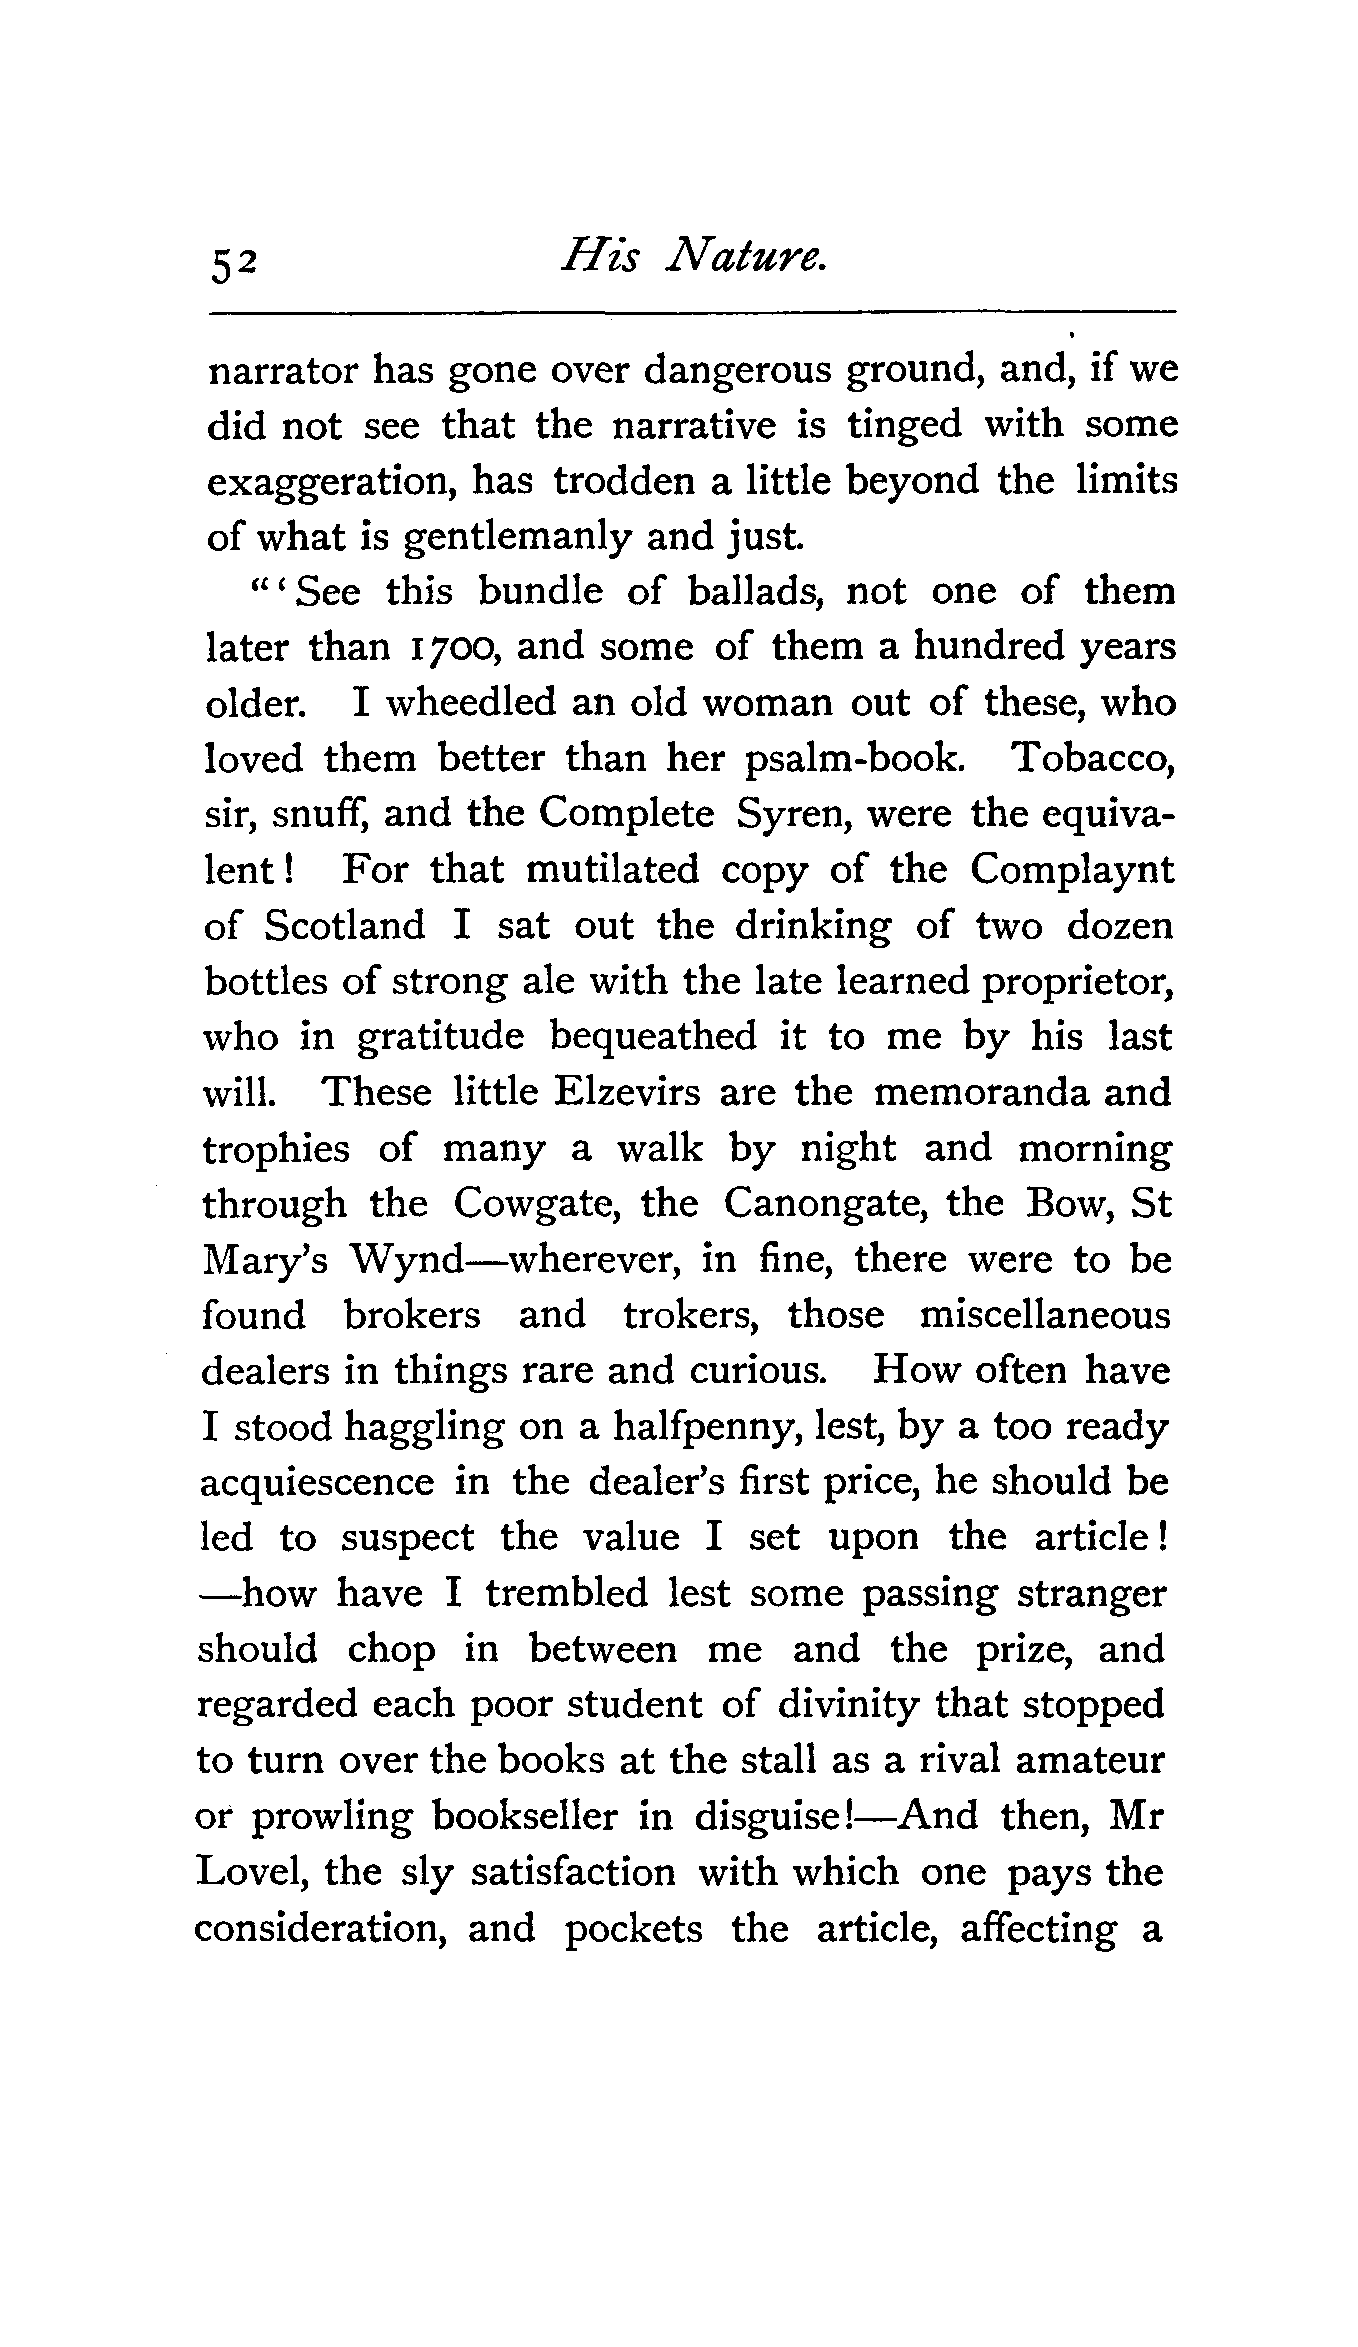 52 His Nature.
narrator has gone over dangerous ground, and, if we
did not see that the narrative is tinged with some
exaggeration, has trodden a little beyond the limits
of what is gentlemanly and just.
"'See this bundle of ballads, not one of them
later than 1700, and some of them a hundred years
older. I wheedled an old woman out of these, who
loved them better than her psalm-book. Tobacco,
sir, snuff, and the Complete Syren, were the equiva-
lent! For that mutilated copy of the Complaynt
of Scotland I sat out the drinking of two dozen
bottles of strong ale with the late learned proprietor,
who in gratitude bequeathed it to me by his last
will. These little Elzevirs are the memoranda and
trophies of many a walk by night and morning
through the Cowgate, the Canongate, the Bow, St
Mary's Wynd—wherever, in fine, there were to be
found brokers and trokers, those miscellaneous
dealers in things rare and curious. How often have
I stood haggling on a halfpenny, lest, by a too ready
acquiescence in the dealer's first price, he should be
led to suspect the value I set upon the article!
—how have I trembled lest some passing stranger
should chop in between me and the prize, and
regarded each poor student of divinity that stopped
to turn over the books at the stall as a rival amateur
or prowling bookseller in disguise!—And then, Mr
Lovel, the sly satisfaction with which one pays the
consideration, and pockets the article, affecting a